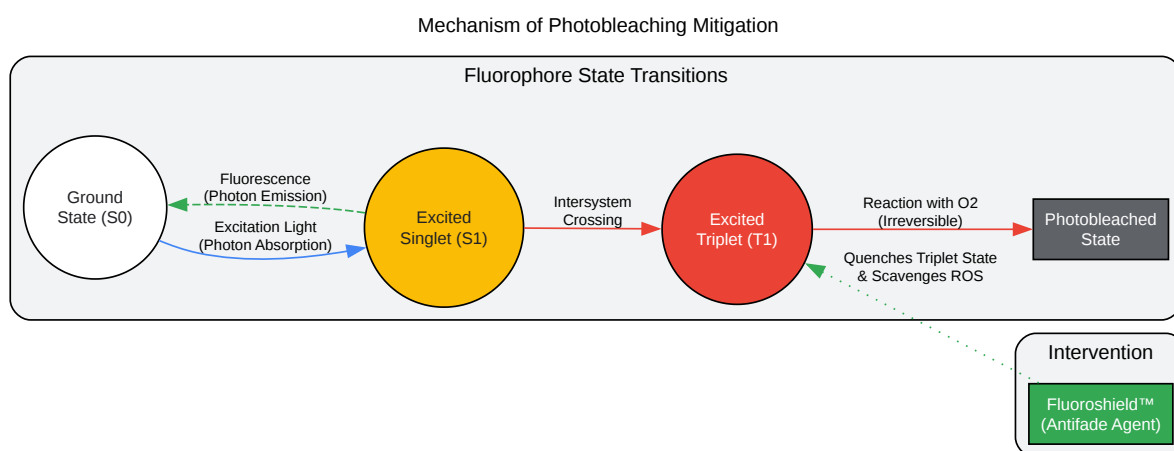 Mechanism of Photobleaching Mitigation
Fluorophore State Transitions
Ground
State (S0)
Fluorescence
(Photon Emission)
Excitation Light
(Photon Absorption)
Excited
Singlet (S1)
Intersystem
Crossing
Excited
Triplet (T1)
Reaction with O2
(Irreversible)
Photobleached
State
Quenches Triplet State
& Scavenges ROS
Intervention
Fluoroshield™
(Antifade Agent)